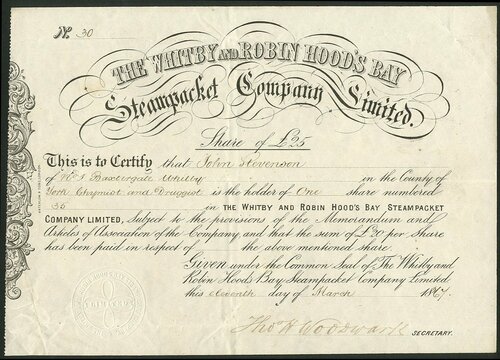 No. 30
THE WHITBY AND ROBIN HOOD'S BAY
Steampacket Company Limited.
Share of £25
This is to Certify that John Stevenson
of No. 1 Baxtergate Whitby in the County of
York Chymist and Druggist is the holder of One share numbered
35 in THE WHITBY AND ROBIN HOOD'S BAY STEAMPACKET
COMPANY LIMITED, Subject to the provisions of the Memorandum and
Articles of Association of the Company and that the sum of £20 per Share
has been paid in respect of the above mentioned share
Given under the Common Seal of The Whitby and
Robin Hood's Bay Steampacket Company Limited
this eleventh day of March 1867.
Tho H Woodwark SECRETARY.